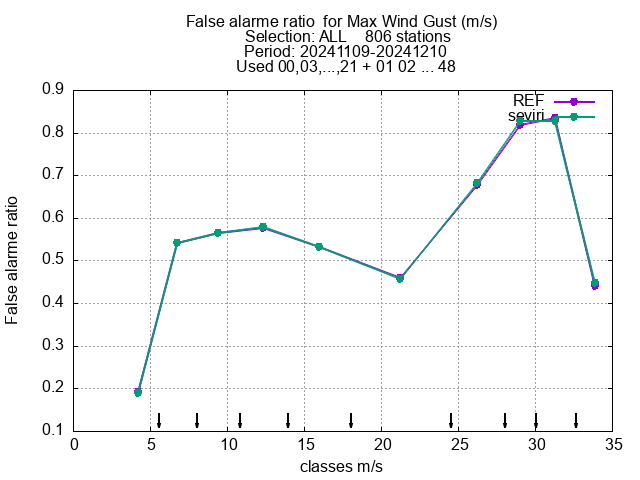 False alarme ratio  for Max Wind Gust (m/s)
Selection: ALL    806 stations
Period: 20241109-20241210
Used 00,03,...,21 + 01 02 ... 48
REF
seviri
False alarme ratio
0.9
0.8
0.7
0.6
0.5
0.4
0.3
0.2
0.1
0 5 10 15 20 25 30 35
classes m/s